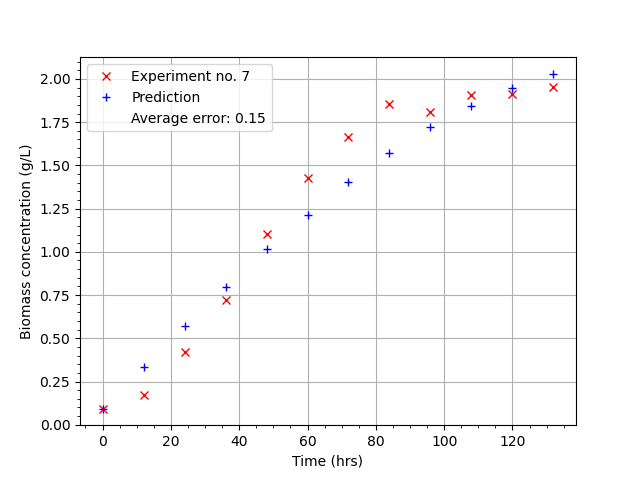 Experiment no. 7
Prediction
Average error: 0.15
Biomass concentration (g/L)
2.00
1.75
1.50
1.25
1.00
0.75
0.50
0.25
0.00
0 20 40 60 80 100 120
Time (hrs)